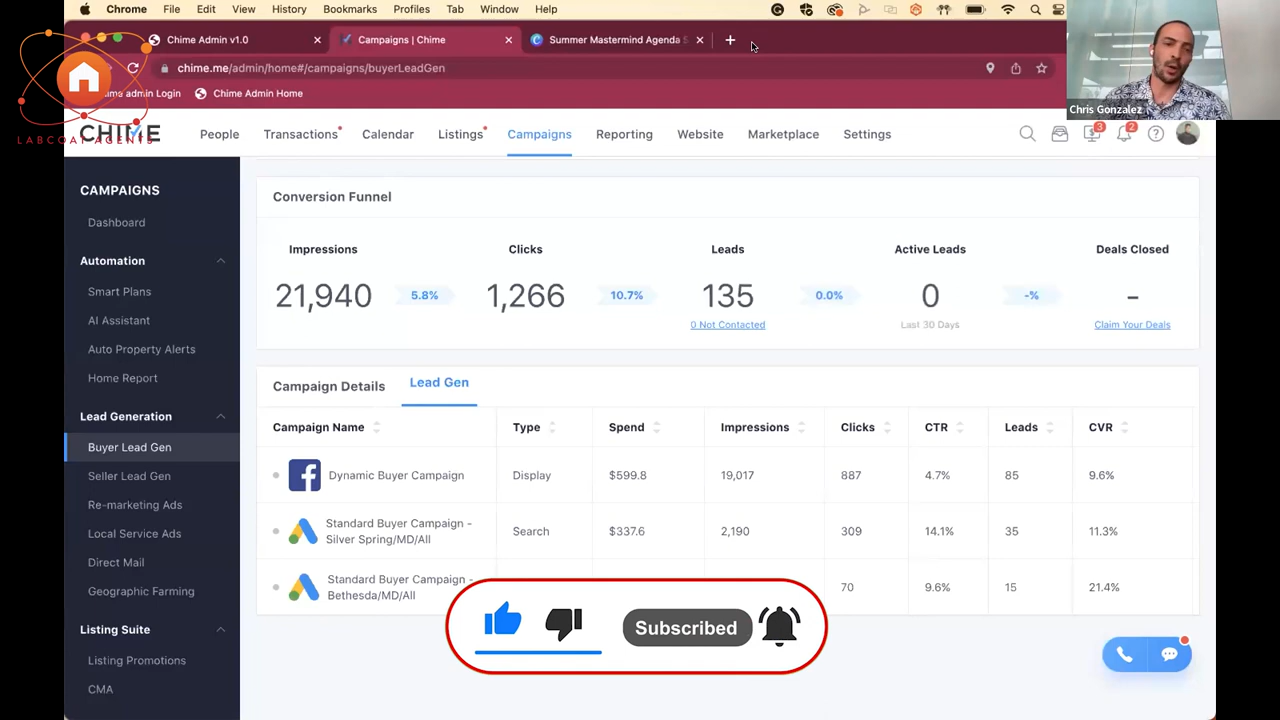 Chrome File Edit View History Bookmarks Profiles Tab Window Help
Chime Admin v1.0
Campaigns | Chime
Summer Mastermind Agenda
chime.me/admin/home#/campaigns/buyerLeadGen
admin Login
Chime Admin Home
Chris Gonzalez
LABCOAT AGENTS
CHIME
People
Transactions
Calendar
Listings
Campaigns
Reporting
Website
Marketplace
Settings
3
2
CAMPAIGNS
Dashboard
Automation
Smart Plans
AI Assistant
Auto Property Alerts
Home Report
Lead Generation
Buyer Lead Gen
Seller Lead Gen
Re-marketing Ads
Local Service Ads
Direct Mail
Geographic Farming
Listing Suite
Listing Promotions
CMA
Conversion Funnel
Impressions Clicks Leads Active Leads Deals Closed
21,940 5.8% 1,266 10.7% 135 0.0% 0 -% -
0 Not Contacted Last 30 Days Claim Your Deals
Campaign Details Lead Gen
Campaign Name Type Spend Impressions Clicks CTR Leads CVR
Dynamic Buyer Campaign Display $599.8 19,017 887 4.7% 85 9.6%
Standard Buyer Campaign -
Silver Spring/MD/All Search $337.6 2,190 309 14.1% 35 11.3%
Standard Buyer Campaign -
Bethesda/MD/All 70 9.6% 15 21.4%
Subscribed